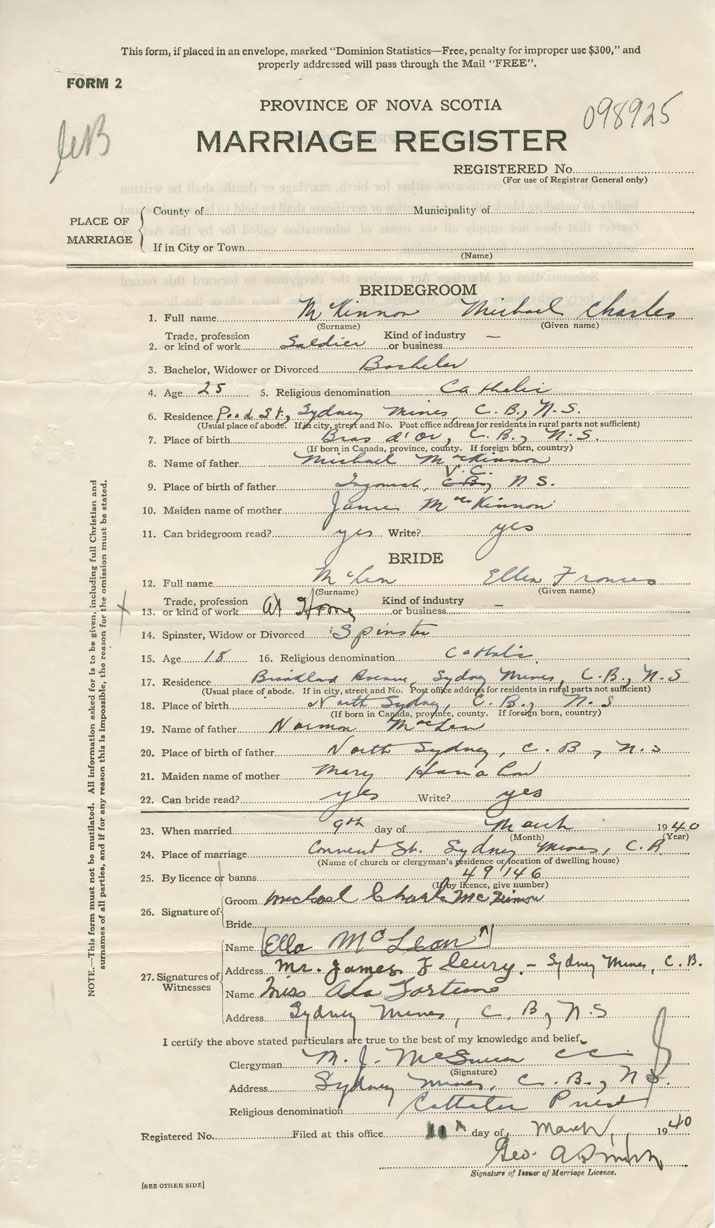 This form, if placed in an envelope, marked "Dominion Statistics—Free, penalty for improper use $300," and
properly addressed will pass through the Mail "FREE".
FORM 2
PROVINCE OF NOVA SCOTIA
098925
MARRIAGE REGISTER
REGISTERED No.
(For use of Registrar General only)
PLACE OF MARRIAGE
County of Municipality of
If in City or Town
(Name)
BRIDEGROOM
1. Full name McKinnon Michael Charles
(Surname) (Given name)
2. Trade, profession or kind of work Soldier Kind of industry or business —
3. Bachelor, Widower or Divorced Bachelor
4. Age 25 5. Religious denomination Catholic
6. Residence Pond St., Sydney Mines, C.B., N.S.
(Usual place of abode. If in city, street and No. Post office address for residents in rural parts not sufficient)
7. Place of birth Bras d'Or, C.B., N.S.
(If born in Canada, province, county. If foreign born, country)
8. Name of father Michael McKinnon
9. Place of birth of father C.B., V.C. N.S.
10. Maiden name of mother MacKinnon
11. Can bridegroom read? yes Write? yes
BRIDE
12. Full name McLean Ellen Frances
(Surname) (Given name)
13. Trade, profession or kind of work At Home Kind of industry or business —
14. Spinster, Widow or Divorced Spinster
15. Age 18 16. Religious denomination Catholic
17. Residence Avenue, Sydney Mines, C.B., N.S
(Usual place of abode. If in city, street and No. Post office address for residents in rural parts not sufficient)
18. Place of birth North Sydney, C.B., N.S
(If born in Canada, province, county. If foreign born, country)
19. Name of father Norman MacLean
20. Place of birth of father North Sydney, C.B., N.S
21. Maiden name of mother Mary
22. Can bride read? yes Write? yes
23. When married 9th day of March 1940
(Month) (Year)
24. Place of marriage Convent St. Sydney Mines, C.B.
(Name of church or clergyman's residence or location of dwelling house)
25. By licence or banns 49146
(If by licence, give number)
26. Signature of
Groom Michael Charles McKinnon
Bride
27. Signatures of Witnesses
Name Ella McLean
Address Mr. James Fleury. – Sydney Mines, C.B.
Name Miss Ada Fortune
Address Sydney Mines, C.B., N.S
I certify the above stated particulars are true to the best of my knowledge and belief.
Clergyman M. J. cc
(Signature)
Address Sydney Mines, C.B., N.S.
Religious denomination Catholic Priest
Registered No. Filed at this office day of March, 1940
Geo. A Smith
Signature of Issuer of Marriage Licence.
[SEE OTHER SIDE]
NOTE.—This form must not be mutilated. All information asked for is to be given, including full Christian and
surnames of all parties, and if for any reason this is impossible, the reason for the omission must be stated.